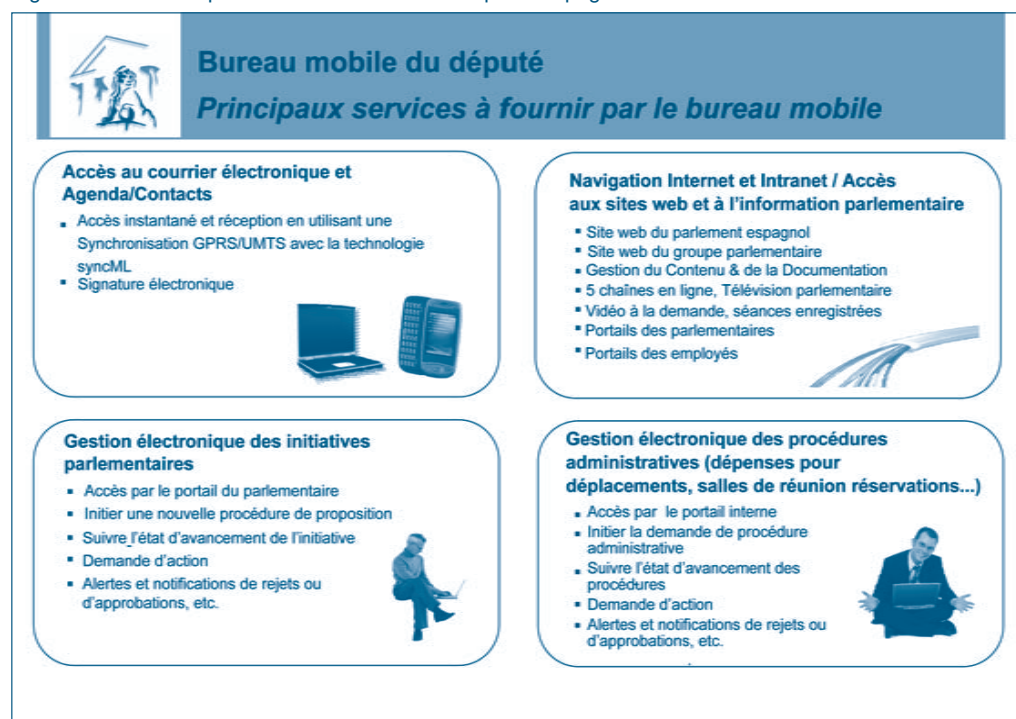 Bureau mobile du député
Principaux services à fournir par le bureau mobile
Accès au courrier électronique et
Agenda/Contacts
▪ Accès instantané et réception en utilisant une
Synchronisation GPRS/UMTS avec la technologie
syncML
▪ Signature électronique
Navigation Internet et Intranet / Accès
aux sites web et à l'information parlementaire
▪ Site web du parlement espagnol
▪ Site web du groupe parlementaire
▪ Gestion du Contenu & de la Documentation
▪ 5 chaînes en ligne, Télévision parlementaire
▪ Vidéo à la demande, séances enregistrées
▪ Portails des parlementaires
▪ Portails des employés
Gestion électronique des initiatives
parlementaires
▪ Accès par le portail du parlementaire
▪ Initier une nouvelle procédure de proposition
▪ Suivre l'état d'avancement de l'initiative
▪ Demande d'action
▪ Alertes et notifications de rejets ou
d'approbations, etc.
Gestion électronique des procédures
administratives (dépenses pour
déplacements, salles de réunion réservations...)
▪ Accès par le portail interne
▪ Initier la demande de procédure
administrative
▪ Suivre l'état d'avancement des
procédures
▪ Demande d'action
▪ Alertes et notifications de rejets ou
d'approbations, etc.